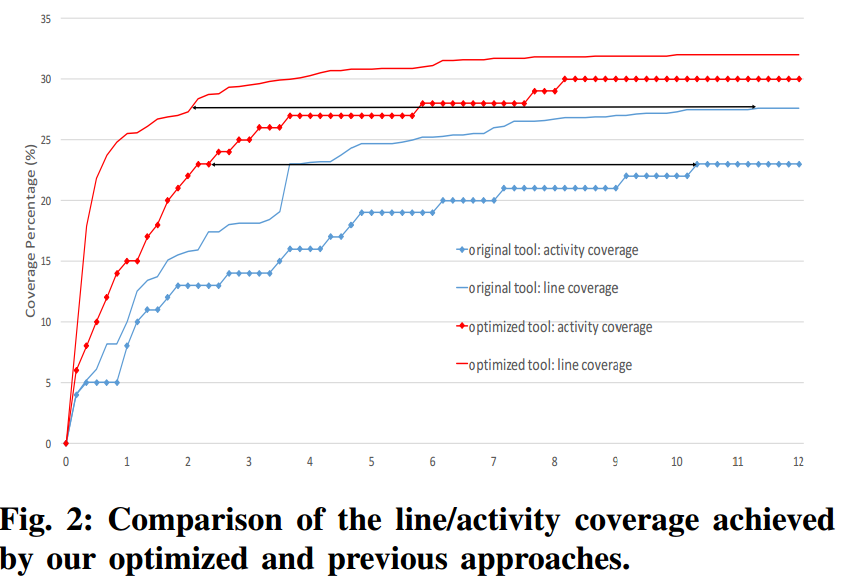 35
30
25
20
15
10
5
0
Coverage Percentage (%)
original tool: activity coverage
original tool: line coverage
optimized tool: activity coverage
optimized tool: line coverage
0 1 2 3 4 5 6 7 8 9 10 11 12
Fig. 2: Comparison of the line/activity coverage achieved
by our optimized and previous approaches.